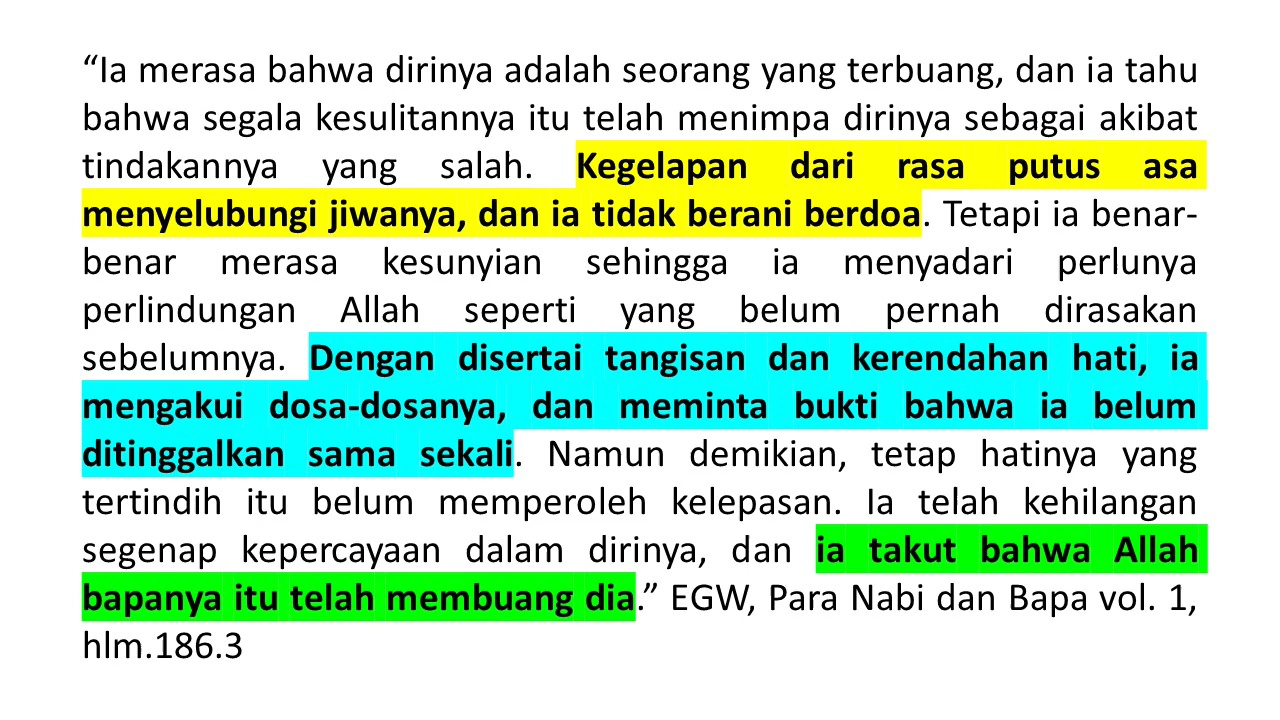 “Ia merasa bahwa dirinya adalah seorang yang terbuang, dan ia tahu
bahwa segala kesulitannya itu telah menimpa dirinya sebagai akibat
tindakannya yang salah. Kegelapan dari rasa putus asa
menyelubungi jiwanya, dan ia tidak berani berdoa. Tetapi ia benar-
benar merasa kesunyian sehingga ia menyadari perlunya
perlindungan Allah seperti yang belum pernah dirasakan
sebelumnya. Dengan disertai tangisan dan kerendahan hati, ia
mengakui dosa-dosanya, dan meminta bukti bahwa ia belum
ditinggalkan sama sekali. Namun demikian, tetap hatinya yang
tertindih itu belum memperoleh kelepasan. Ia telah kehilangan
segenap kepercayaan dalam dirinya, dan ia takut bahwa Allah
bapanya itu telah membuang dia.” EGW, Para Nabi dan Bapa vol. 1,
hlm.186.3